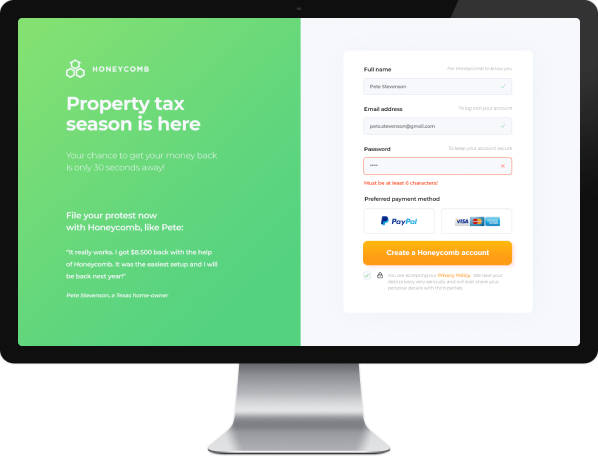 HONEYCOMB
Property tax
season is here
Your chance to get your money back
is only 30 seconds away!
File your protest now
with Honeycomb, like Pete:
"It really works. I got $8,500 back with the help
of Honeycomb. It was the easiest setup and I will
be back next year!"
Pete Stevenson, a Texas home-owner
Full name
For Honeycomb to know you
Pete Stevenson
Email address
To log into your account
pete.stevenson@gmail.com
Password
To keep your account secure
••••
Must be at least 6 characters!
Preferred payment method
PayPal
VISA
Create a Honeycomb account
You are accepting our Privacy Policy. We take your
data privacy very seriously and will ever share your
personal details with third parties.